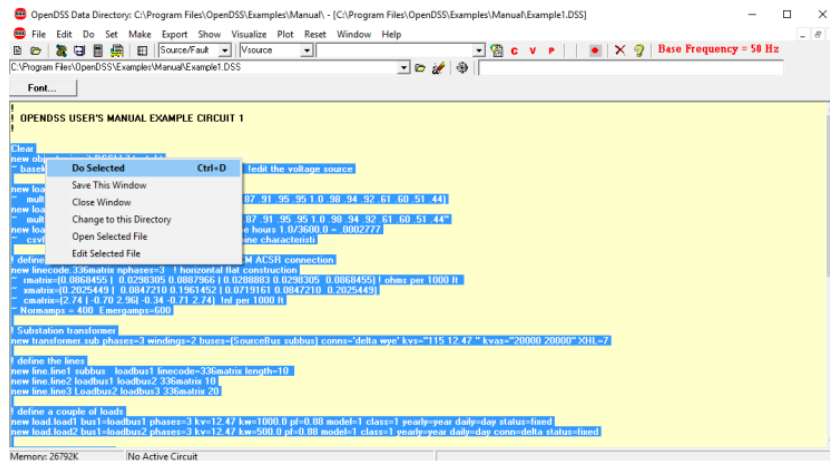 OpenDSS Data Directory: C:\Program Files\OpenDSS\Examples\Manual\ - [C:\Program Files\OpenDSS\Examples\Manual\Example1.DSS]
File Edit Do Set Make Export Show Visualize Plot Reset Window Help
Source/Fault Vsource C V P Base Frequency = 50 Hz
C:\Program Files\OpenDSS\Examples\Manual\Example1.DSS
Font...
!
! OPENDSS USER'S MANUAL EXAMPLE CIRCUIT 1
!
Clear
new
~ !edit the voltage source
Do Selected Ctrl+D
Save This Window
Close Window
Change to this Directory
Open Selected File
Edit Selected File
new loa
~ mult 87 .91 .95 .95 1.0 .98 .94 .92 .61 .60 .51 .44)
new loa
~ mult 87 .91 .95 .95 1.0 .98 .94 .92 .61 .60 .51 .44"
new loa e hours 1.0/3600.0 = .0002777
~ csvf ine characteristi
! define M ACSR connection
new linecode.336matrix nphases=3 ! horizontal flat construction
~ rmatrix=(0.0868455 | 0.0298305 0.0887966 | 0.0288883 0.0298305 0.0868455) ! ohms per 1000 ft
~ xmatrix=(0.2025449 | 0.0847210 0.1961452 | 0.0719161 0.0847210 0.2025449)
~ cmatrix=(2.74 | -0.70 2.96| -0.34 -0.71 2.74) !nf per 1000 ft
~ Normamps = 400 Emergamps=600
! Substation transformer
new transformer.sub phases=3 windings=2 buses=(SourceBus subbus) conns='delta wye' kvs="115 12.47 " kvas="20000 20000" XHL=7
! define the lines
new line.line1 subbus loadbus1 linecode=336matrix length=10
new line.line2 loadbus1 loadbus2 336matrix 10
new line.line3 Loadbus2 loadbus3 336matrix 20
! define a couple of loads
new load.load1 bus1=loadbus1 phases=3 kv=12.47 kw=1000.0 pf=0.88 model=1 class=1 yearly=year daily=day status=fixed
new load.load2 bus1=loadbus2 phases=3 kv=12.47 kw=500.0 pf=0.88 model=1 class=1 yearly=year daily=day conn=delta status=fixed
Memory: 26792K No Active Circuit